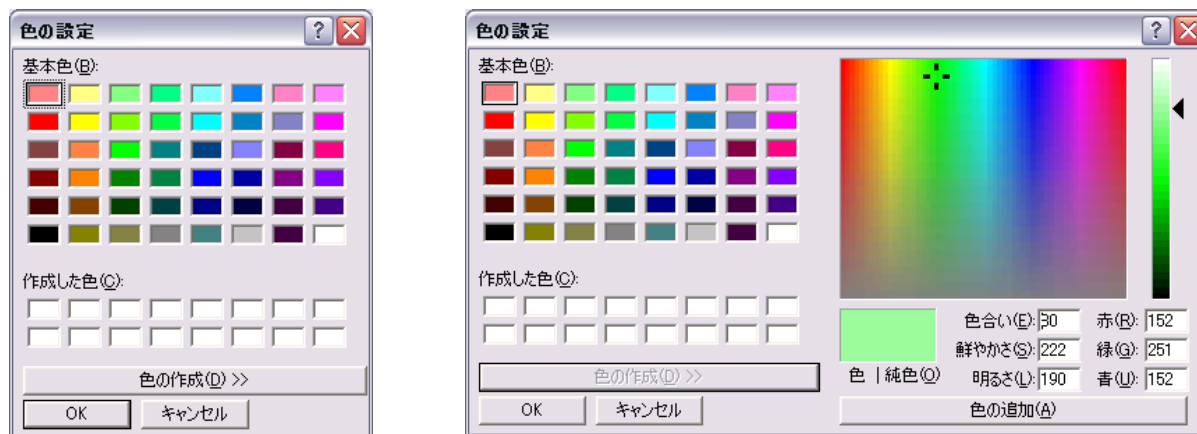 色の設定
基本色(B):
作成した色(C):
色の作成(D) >>
OK キャンセル
色の設定
基本色(B):
作成した色(C):
色の作成(D) >>
OK キャンセル
色 | 純色(O)
色合い(E): 80 赤(R): 152
鮮やかさ(S): 222 緑(G): 251
明るさ(L): 190 青(U): 152
色の追加(A)